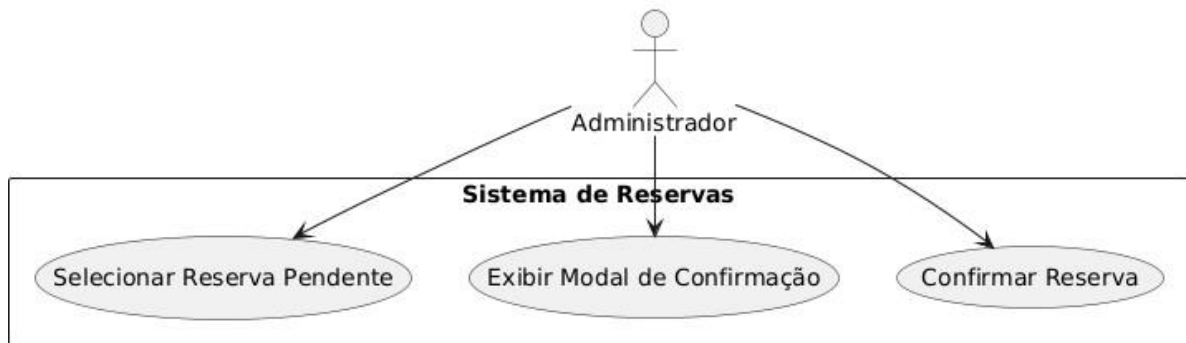 Administrador
Sistema de Reservas
Selecionar Reserva Pendente
Exibir Modal de Confirmação
Confirmar Reserva